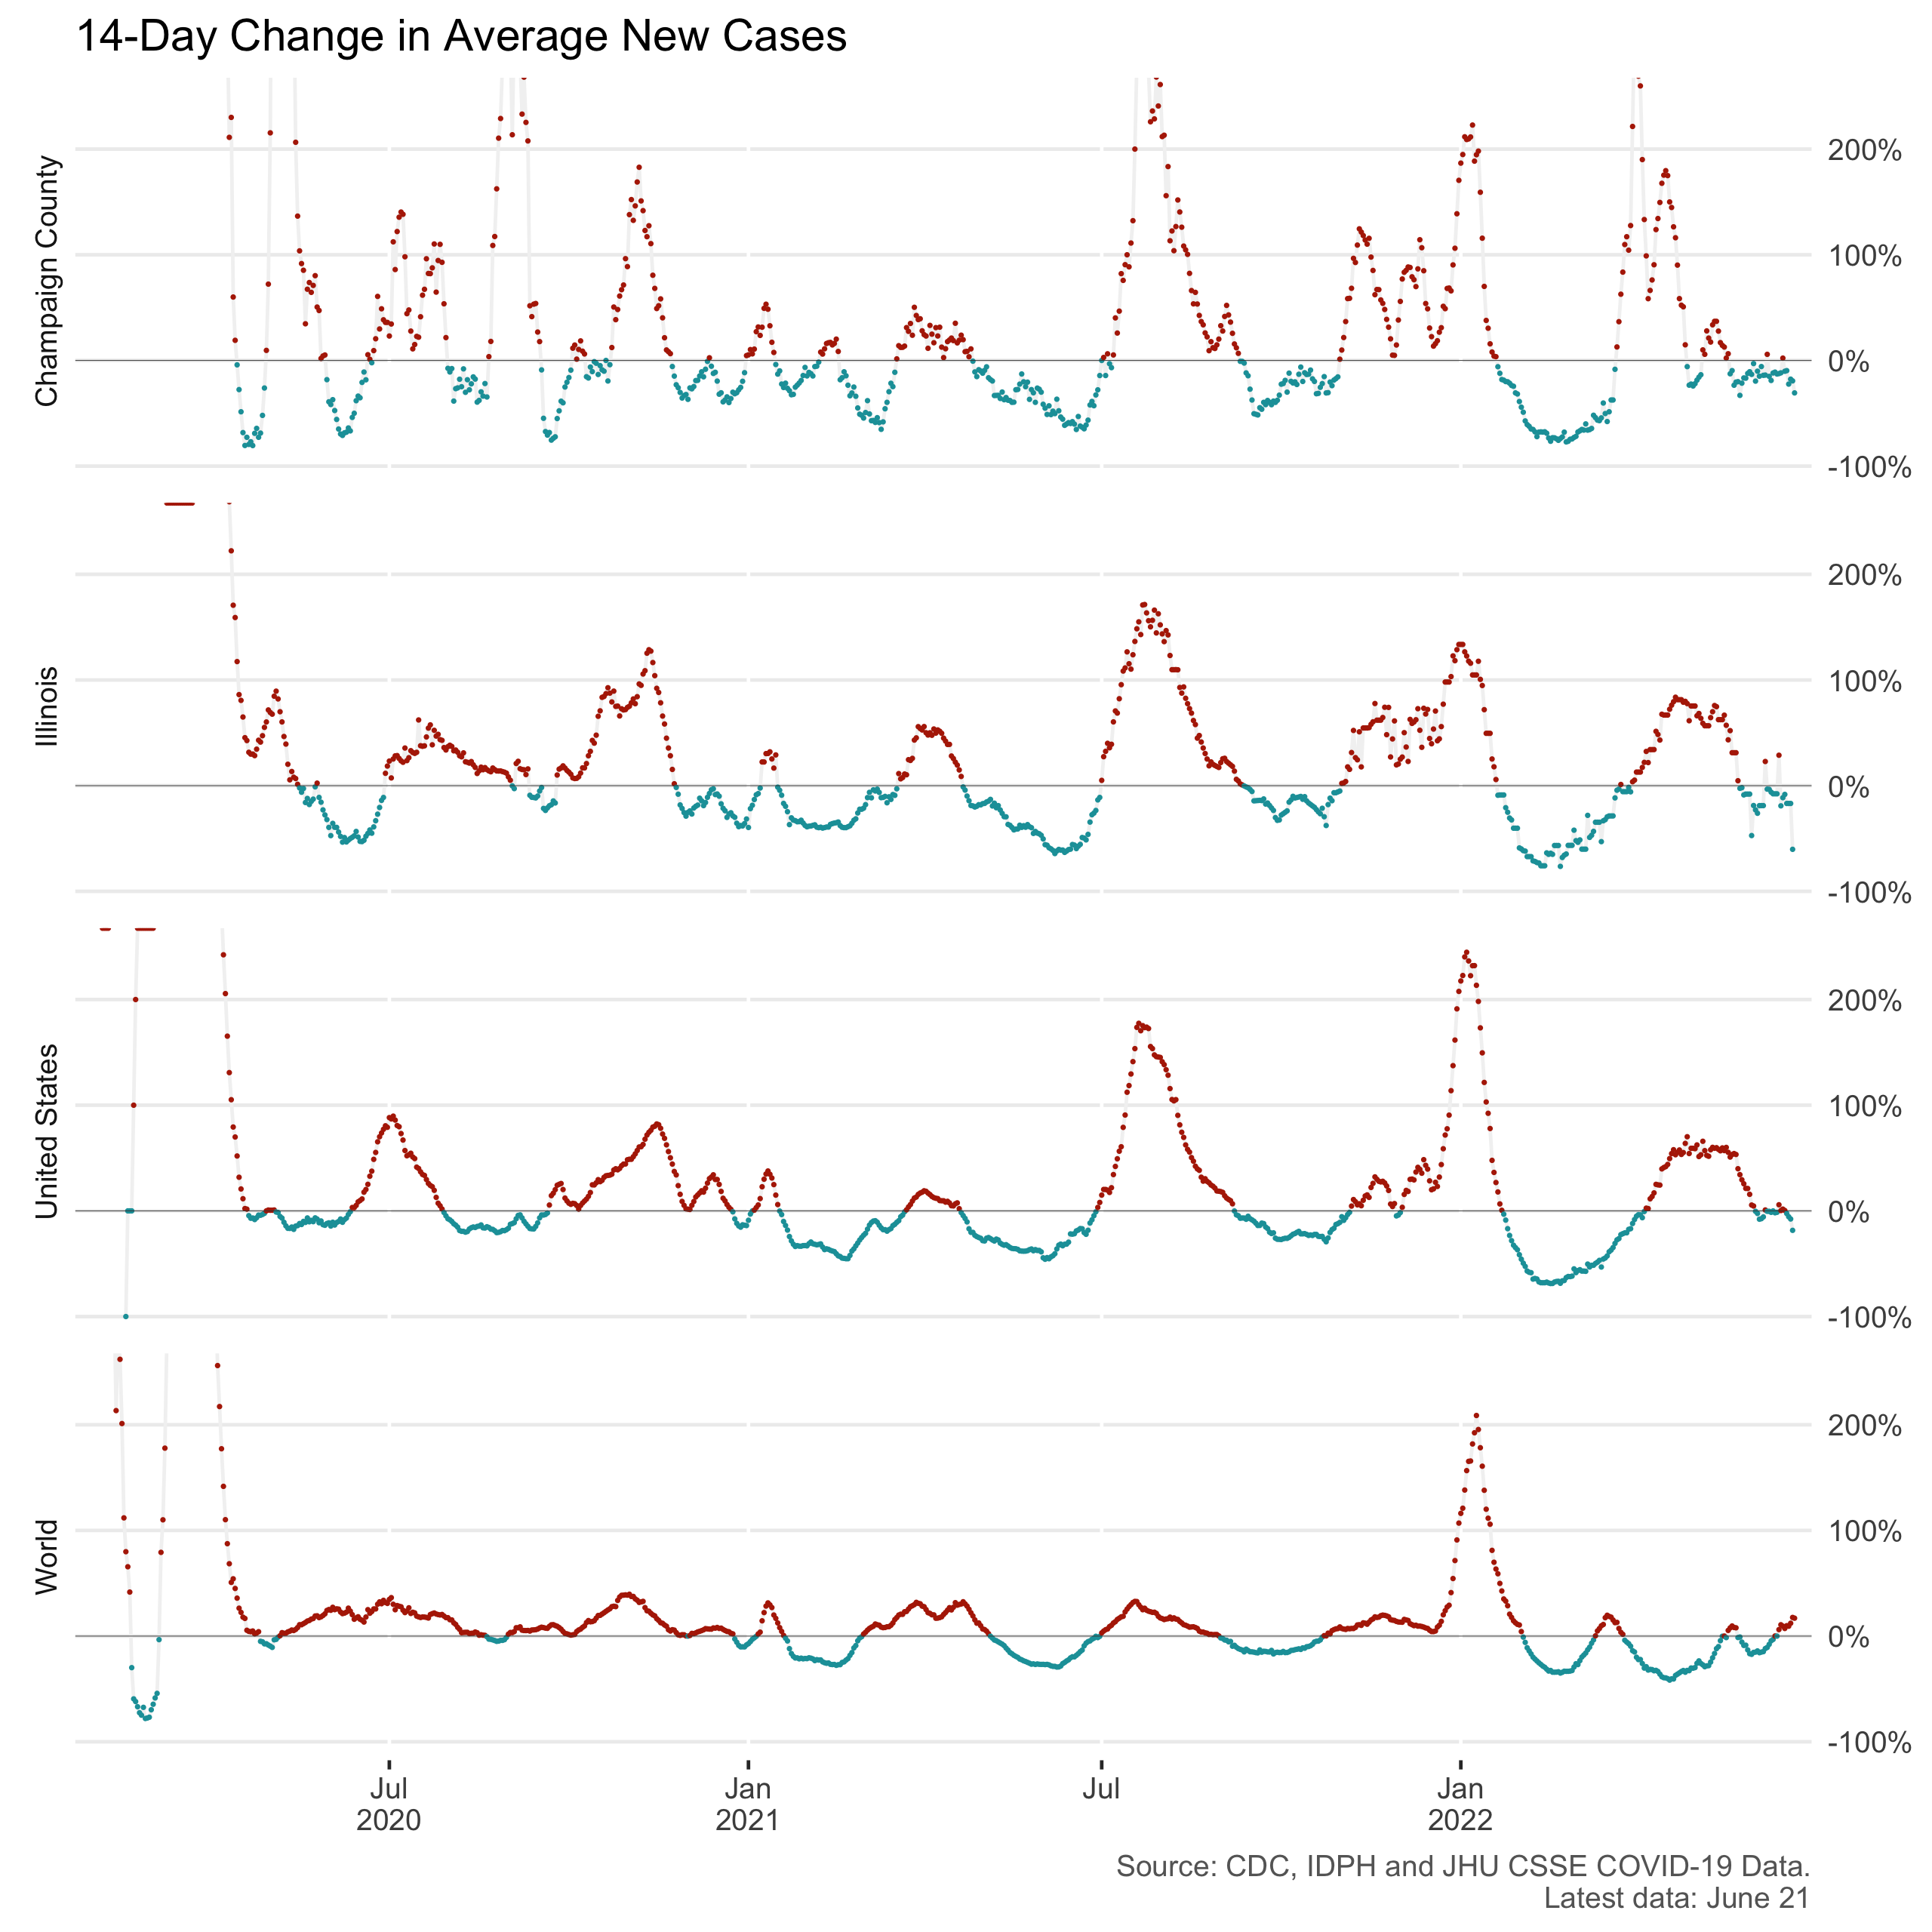 14-Day Change in Average New Cases
Champaign County
200%
100%
0%
-100%
Illinois
200%
100%
0%
-100%
United States
200%
100%
0%
-100%
World
200%
100%
0%
-100%
Jul
2020
Jan
2021
Jul
Jan
2022
Source: CDC, IDPH and JHU CSSE COVID-19 Data.
Latest data: June 21